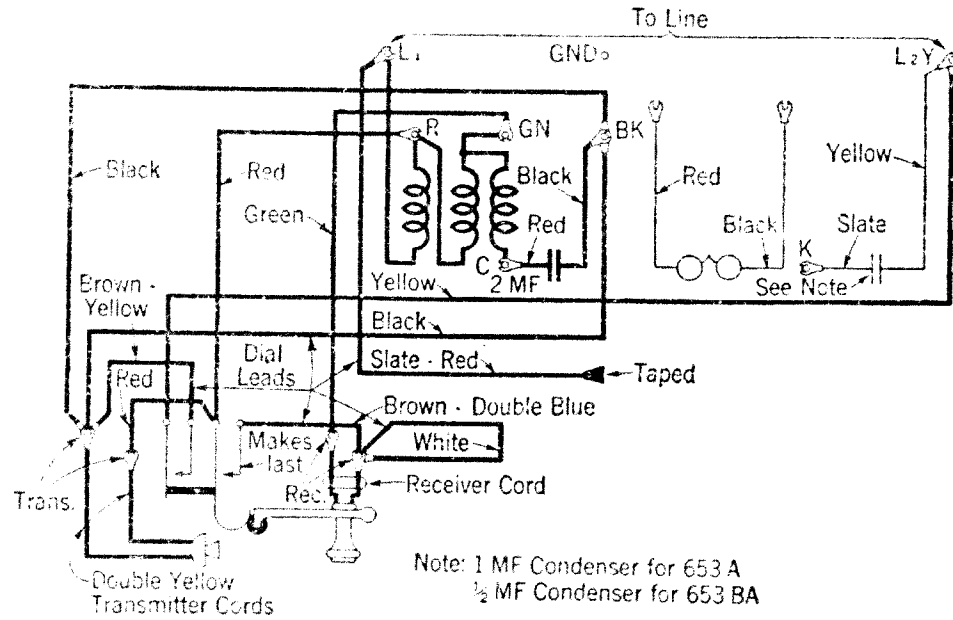 To Line
L1
GND
L2Y
R
GN
BK
Black
Red
Green
Black
Red
C
2 MF
Red
Black
Yellow
K
Slate
See Note
Yellow
Brown -
Yellow
Black
Dial
Leads
Slate - Red
Taped
Red
Brown - Double Blue
Makes
last
White
Trans.
Rec.
Receiver Cord
Double Yellow
Transmitter Cords
Note: 1 MF Condenser for 653 A
½ MF Condenser for 653 BA